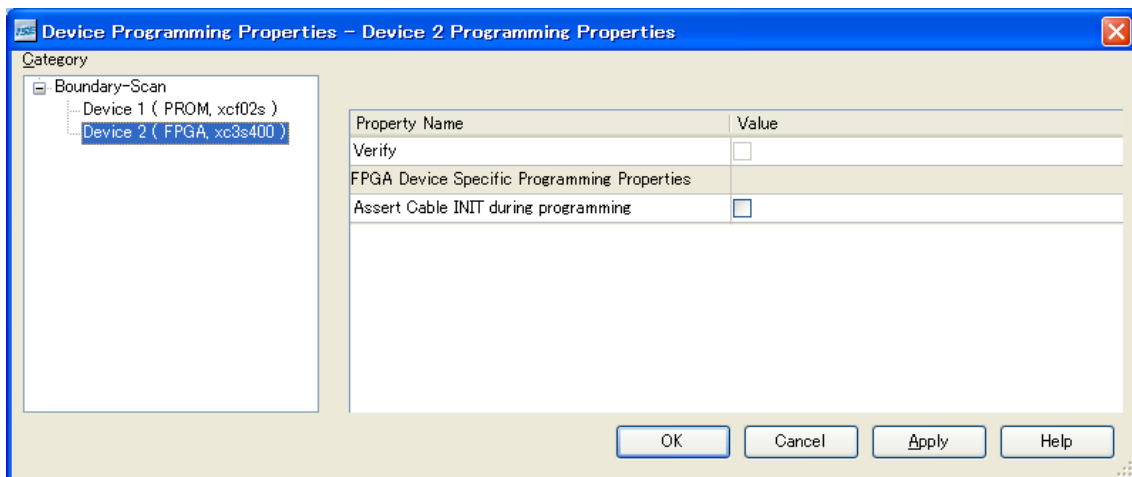 ISE Device Programming Properties - Device 2 Programming Properties
Category
Boundary-Scan
Device 1 ( PROM, xcf02s )
Device 2 ( FPGA, xc3s400 )
Property Name Value
Verify
FPGA Device Specific Programming Properties
Assert Cable INIT during programming
OK Cancel Apply Help